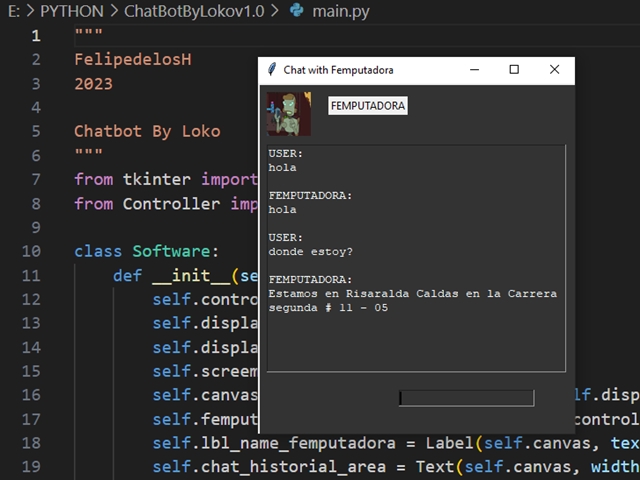 E: > PYTHON > ChatBotByLokov1.0 > main.py
1 """
2 FelipedelosH
3 2023
4
5 Chatbot By Loko
6 """
7 from tkinter import
8 from Controller imp
9
10 class Software:
11 def __init__(se
12 self.contro
13 self.displa
14 self.displa
15 self.screem
16 self.canvas lf.disp
17 self.femput control
18 self.lbl_name_femputadora = Label(self.canvas, tex
19 self.chat_historial_area = Text(self.canvas, width
Chat with Femputadora
FEMPUTADORA
USER:
hola
FEMPUTADORA:
hola
USER:
donde estoy?
FEMPUTADORA:
Estamos en Risaralda Caldas en la Carrera
segunda # 11 - 05